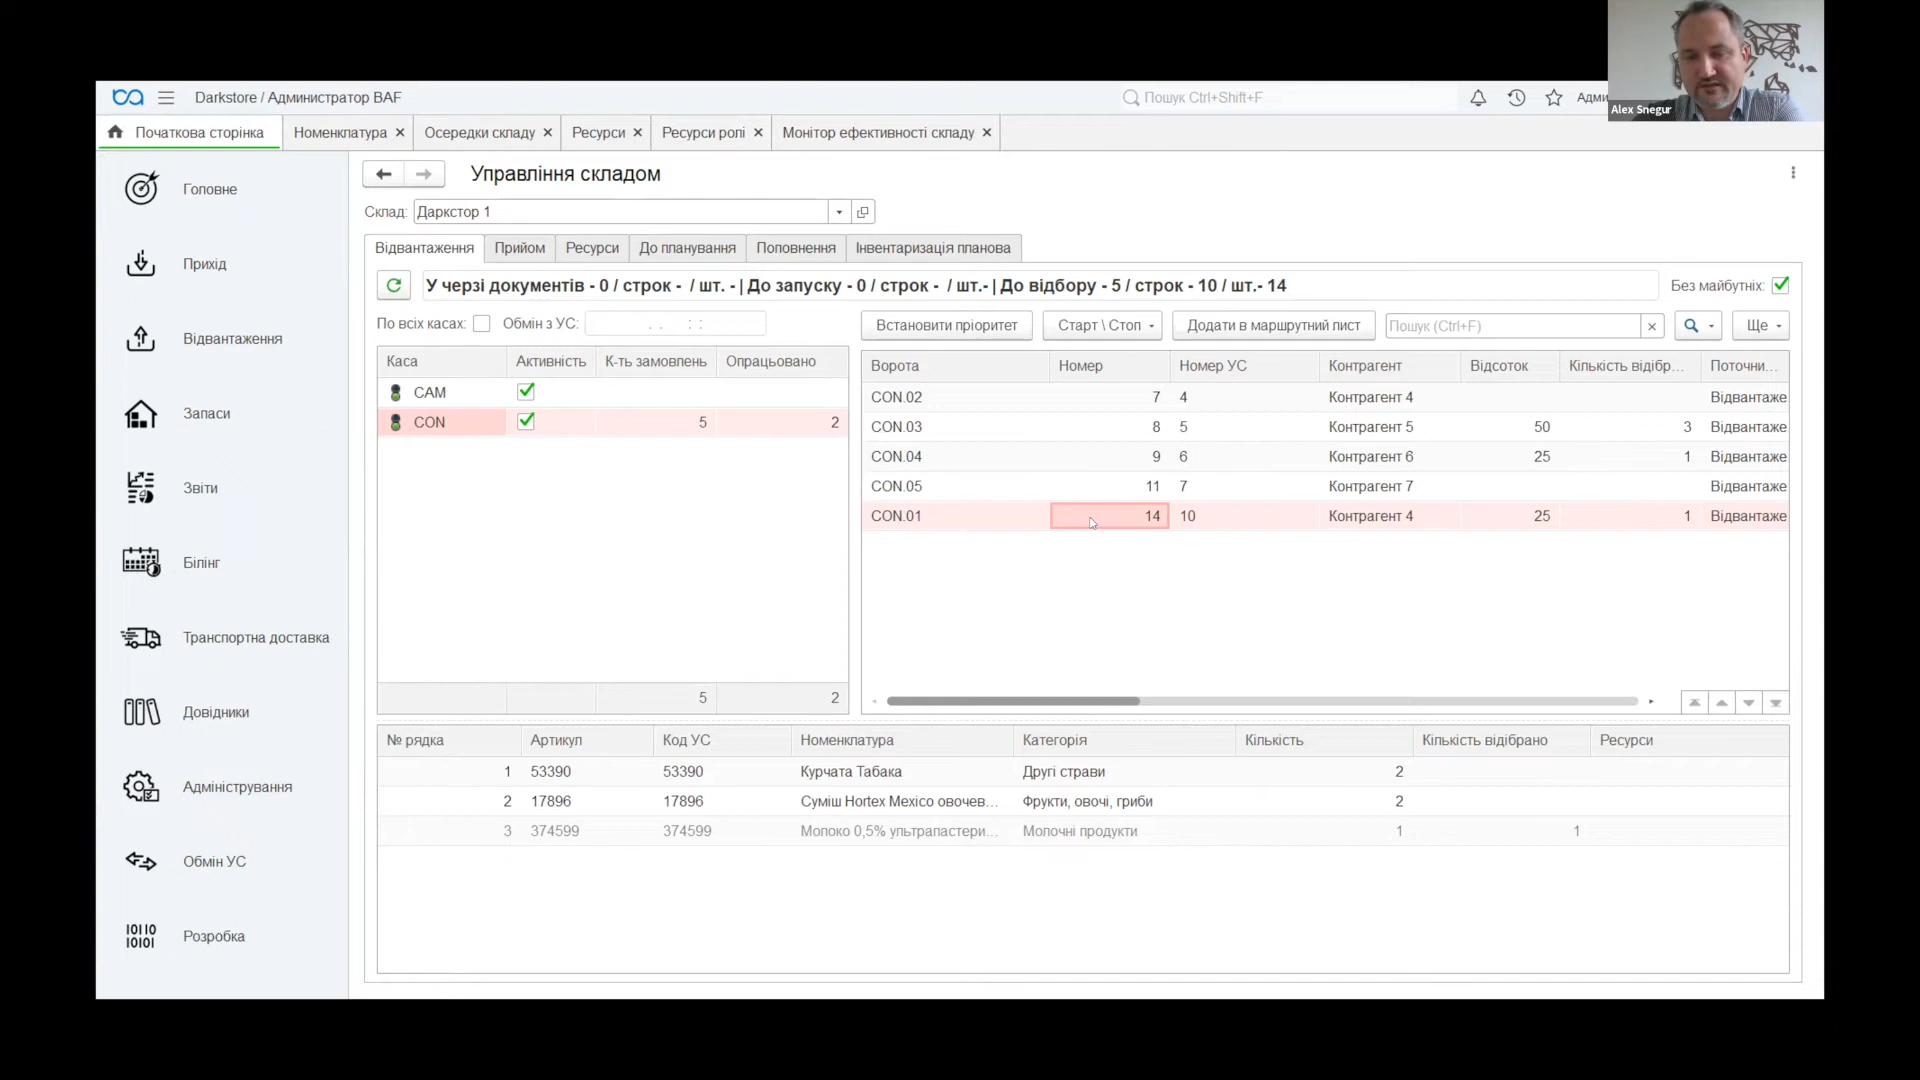 Alex Snegur
Darkstore / Администратор BAF
Пошук Ctrl+Shift+F
Адми
Початкова сторінка
Номенклатура ×
Осередки складу ×
Ресурси ×
Ресурси ролі ×
Монітор ефективності складу ×
Головне
Прихід
Відвантаження
Запаси
Звіти
Білінг
Транспортна доставка
Довідники
Адміністрування
Обмін УС
Розробка
Управління складом
Склад: Даркстор 1
Відвантаження Прийом Ресурси До планування Поповнення Інвентаризація планова
У черзі документів - 0 / строк - / шт. - | До запуску - 0 / строк - / шт.- | До відбору - 5 / строк - 10 / шт.- 14
Без майбутніх:
По всіх касах: Обмін з УС: . . : :
Встановити пріоритет Старт \ Стоп Додати в маршрутний лист Пошук (Ctrl+F) × Ще
Каса Активність К-ть замовлень Опрацьовано
CAM
CON 5 2
5 2
Ворота Номер Номер УС Контрагент Відсоток Кількість відібр... Поточни...
CON.02 7 4 Контрагент 4 Відвантаже
CON.03 8 5 Контрагент 5 50 3 Відвантаже
CON.04 9 6 Контрагент 6 25 1 Відвантаже
CON.05 11 7 Контрагент 7 Відвантаже
CON.01 14 10 Контрагент 4 25 1 Відвантаже
№ рядка Артикул Код УС Номенклатура Категорія Кількість Кількість відібрано Ресурси
1 53390 53390 Курчата Табака Другі страви 2
2 17896 17896 Суміш Hortex Mexico овочев... Фрукти, овочі, гриби 2
3 374599 374599 Молоко 0,5% ультрапастери... Молочні продукти 1 1